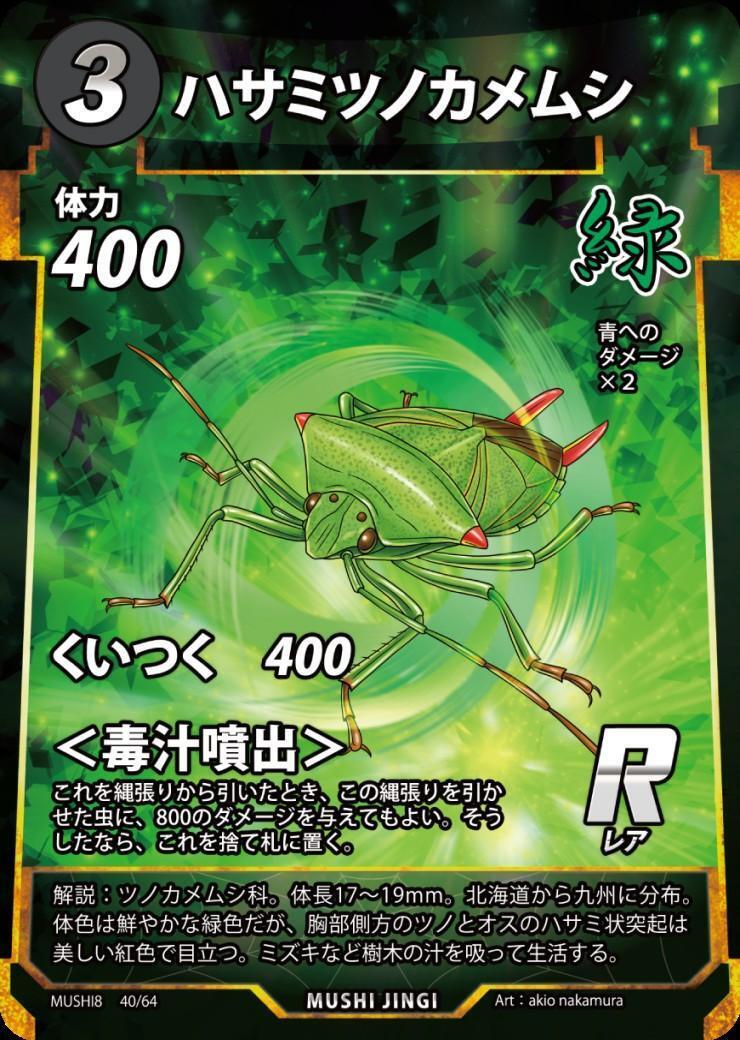 3
ハサミツノカメムシ
体力
400
緑
青への
ダメージ
×2
くいつく 400
<毒汁噴出>
これを縄張りから引いたとき、この縄張りを引か
せた虫に、800のダメージを与えてもよい。そう
したなら、これを捨て札に置く。
R
レア
解説：ツノカメムシ科。体長17〜19mm。北海道から九州に分布。
体色は鮮やかな緑色だが、胸部側方のツノとオスのハサミ状突起は
美しい紅色で目立つ。ミズキなど樹木の汁を吸って生活する。
MUSHI8 40/64
MUSHI JINGI
Art：akio nakamura